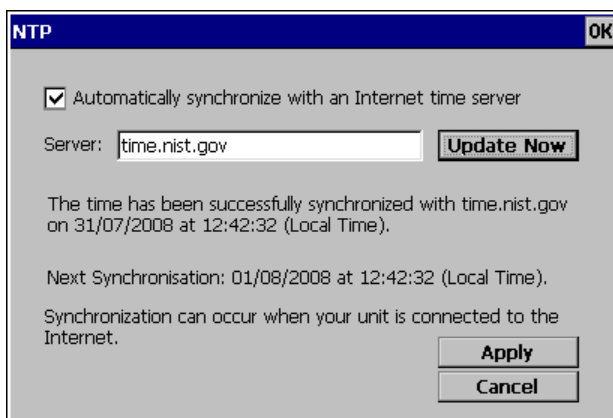 NTP OK
Automatically synchronize with an Internet time server
Server: time.nist.gov Update Now
The time has been successfully synchronized with time.nist.gov
on 31/07/2008 at 12:42:32 (Local Time).
Next Synchronisation: 01/08/2008 at 12:42:32 (Local Time).
Synchronization can occur when your unit is connected to the
Internet.
Apply
Cancel